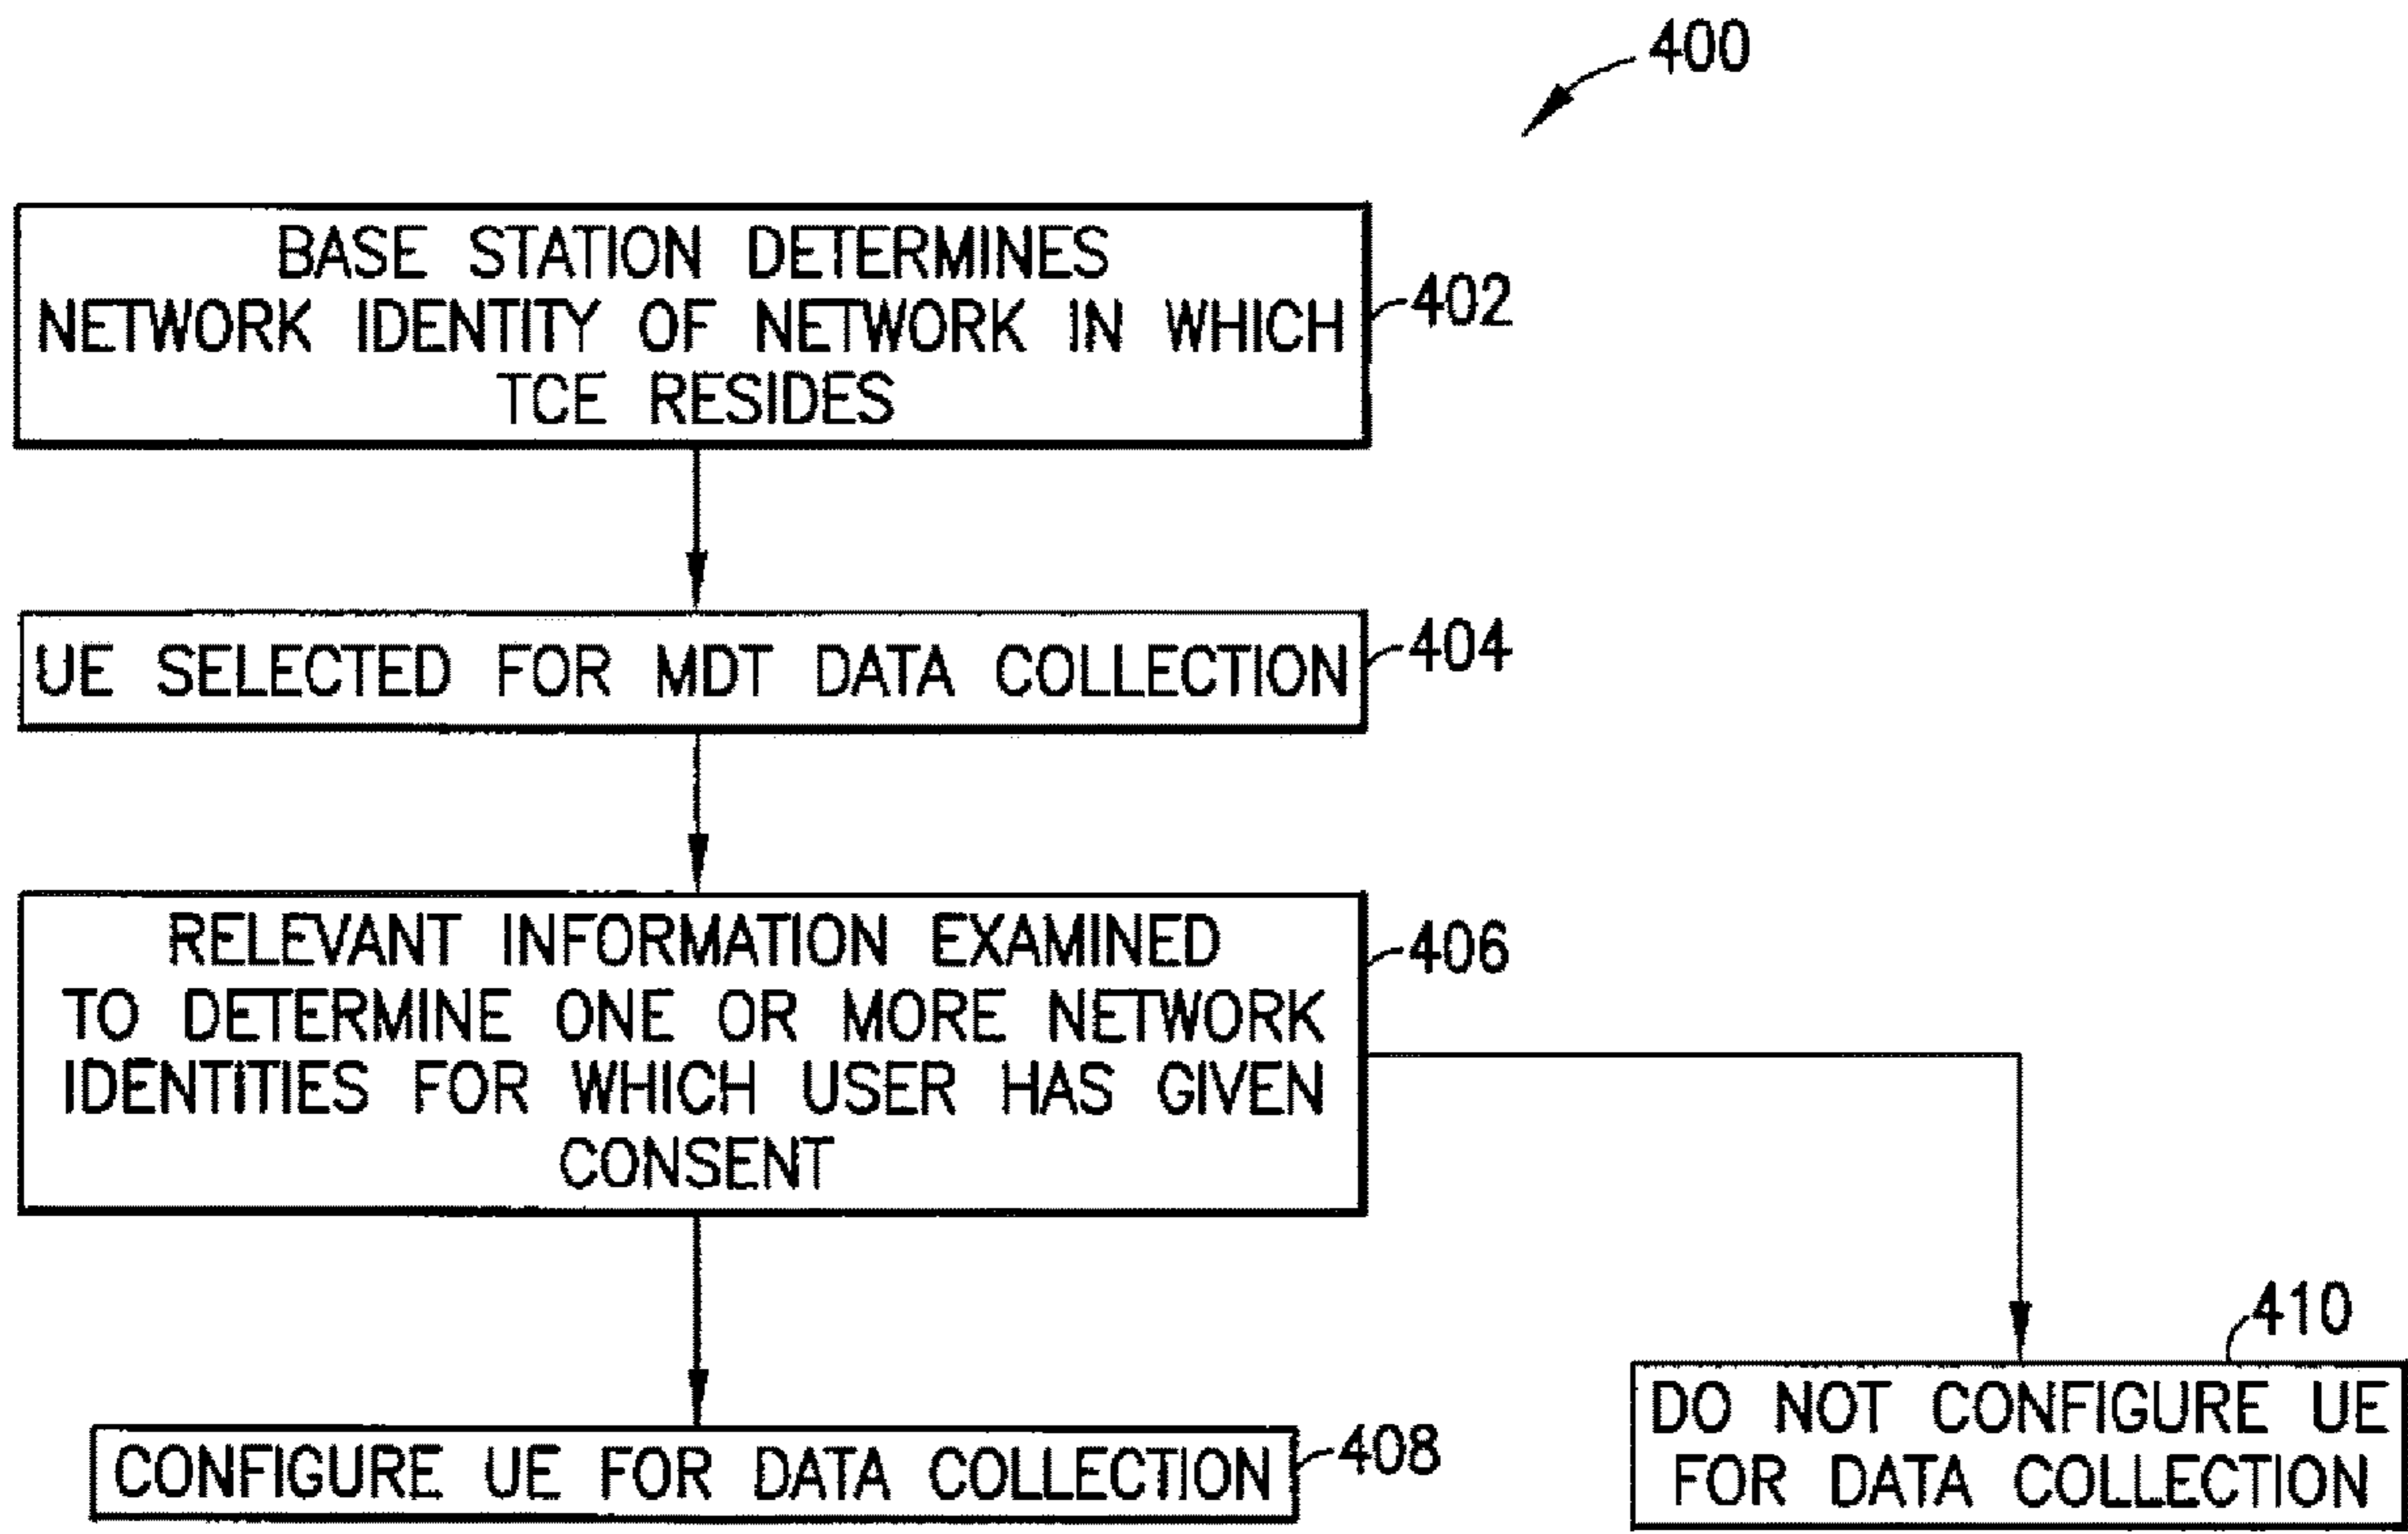 400
BASE STATION DETERMINES
NETWORK IDENTITY OF NETWORK IN WHICH
TCE RESIDES
402
UE SELECTED FOR MDT DATA COLLECTION
404
RELEVANT INFORMATION EXAMINED
TO DETERMINE ONE OR MORE NETWORK
IDENTITIES FOR WHICH USER HAS GIVEN
CONSENT
406
CONFIGURE UE FOR DATA COLLECTION
408
410
DO NOT CONFIGURE UE
FOR DATA COLLECTION